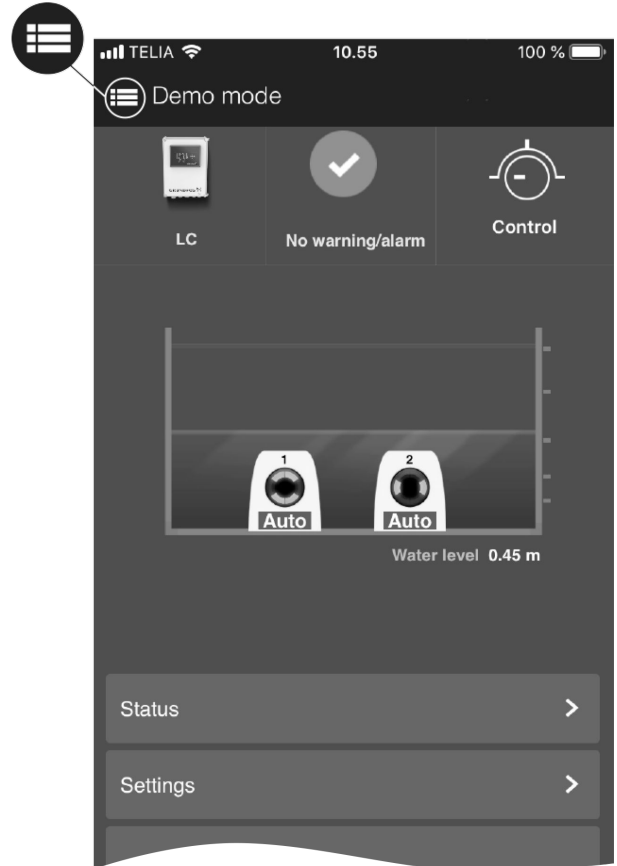 TELIA 10.55 100 %
Demo mode
LC
No warning/alarm
Control
1 2
Auto Auto
Water level 0.45 m
Status
Settings